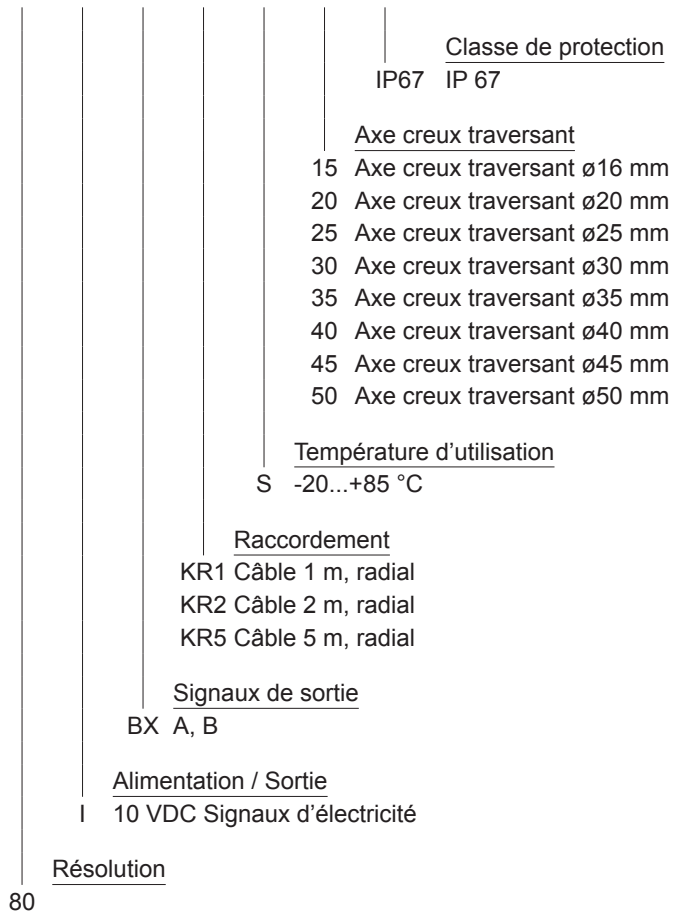 Classe de protection
IP67 IP 67
Axe creux traversant
15 Axe creux traversant ø16 mm
20 Axe creux traversant ø20 mm
25 Axe creux traversant ø25 mm
30 Axe creux traversant ø30 mm
35 Axe creux traversant ø35 mm
40 Axe creux traversant ø40 mm
45 Axe creux traversant ø45 mm
50 Axe creux traversant ø50 mm
Température d’utilisation
S -20...+85 °C
Raccordement
KR1 Câble 1 m, radial
KR2 Câble 2 m, radial
KR5 Câble 5 m, radial
Signaux de sortie
BX A, B
Alimentation / Sortie
I 10 VDC Signaux d’électricité
Résolution
80